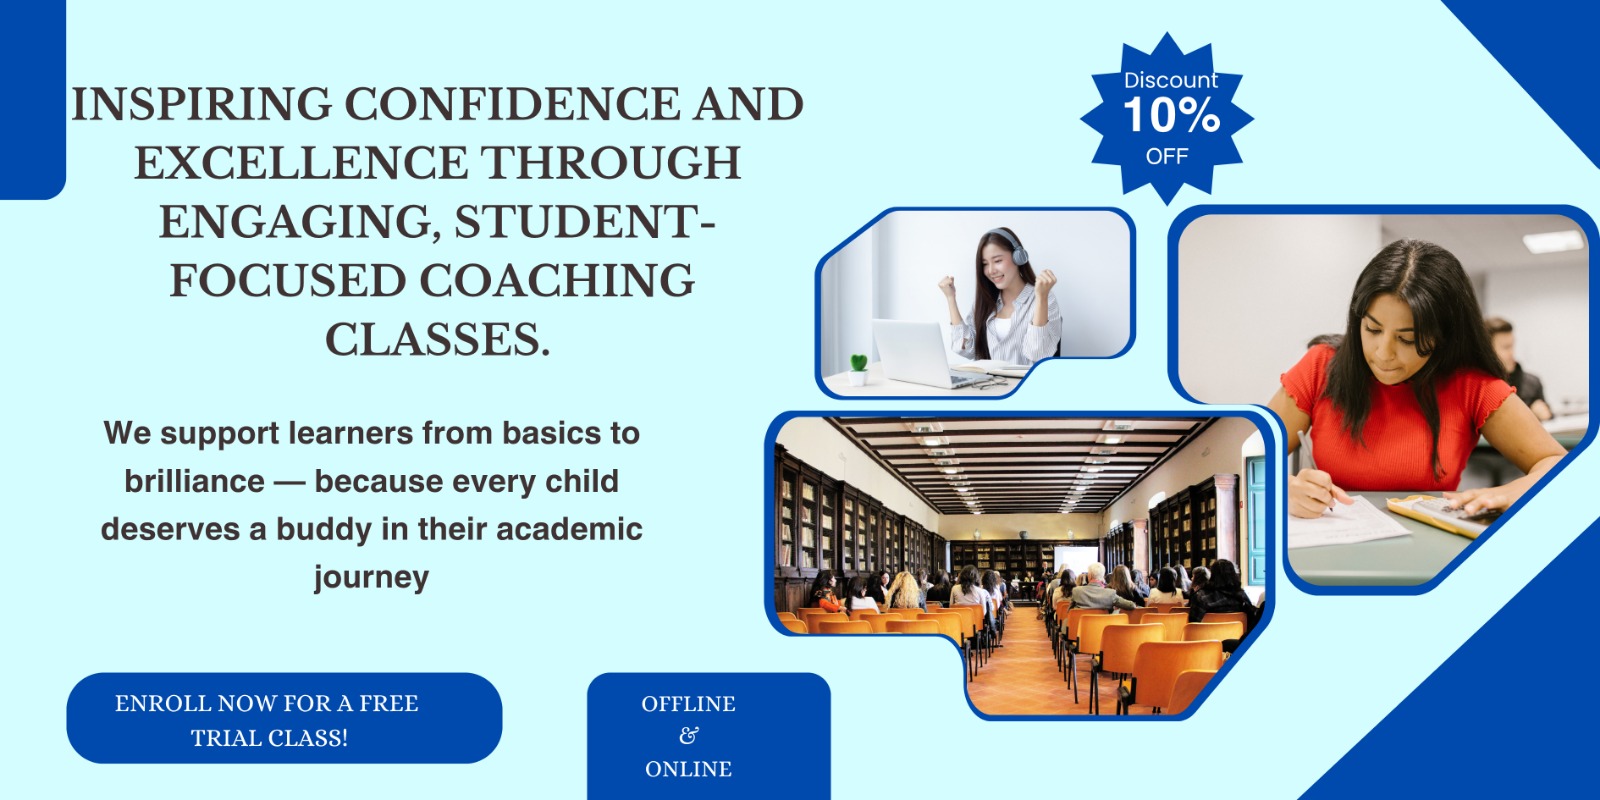 INSPIRING CONFIDENCE AND
EXCELLENCE THROUGH
ENGAGING, STUDENT-
FOCUSED COACHING
CLASSES.
We support learners from basics to
brilliance — because every child
deserves a buddy in their academic
journey
ENROLL NOW FOR A FREE
TRIAL CLASS!
OFFLINE
&
ONLINE
Discount
10%
OFF